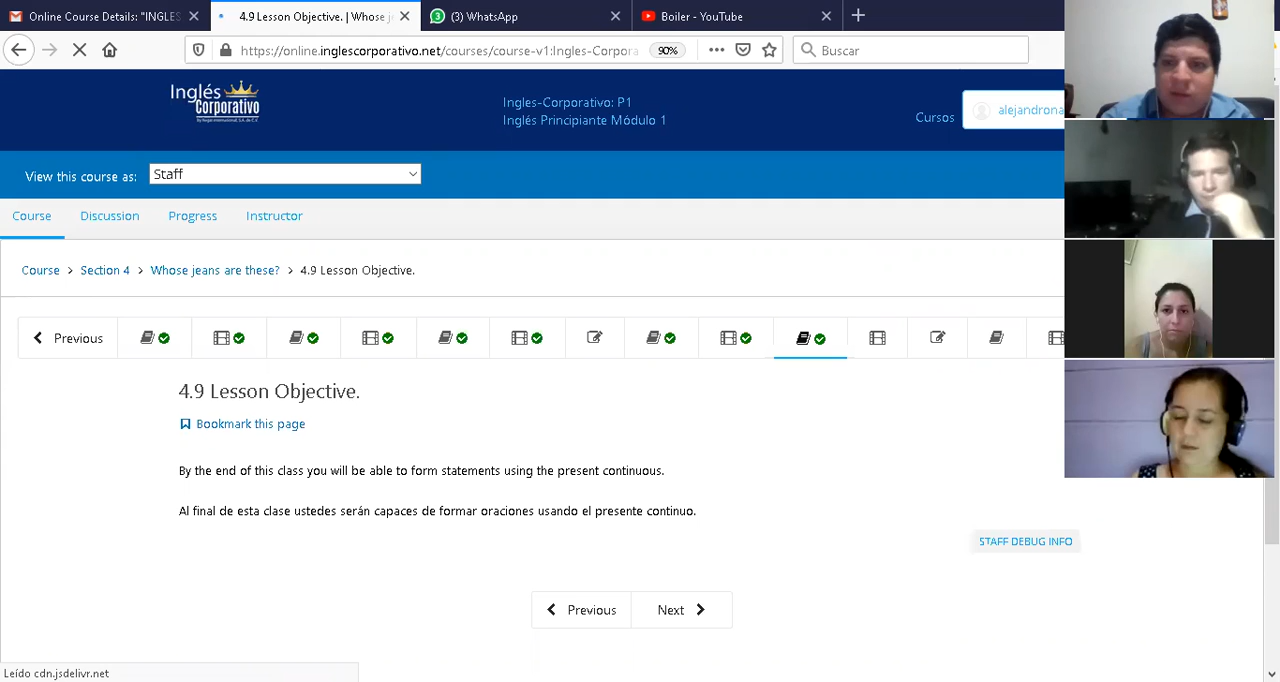 Online Course Details: "INGLES
4.9 Lesson Objective. | Whose je
(3) WhatsApp
Boiler - YouTube
https://online.inglescorporativo.net/courses/course-v1:Ingles-Corpora
90%
Buscar
Inglés
Corporativo
Ingles-Corporativo: P1
Inglés Principiante Módulo 1
Cursos
alejandrona
View this course as:
Staff
Course
Discussion
Progress
Instructor
Course > Section 4 > Whose jeans are these? > 4.9 Lesson Objective.
Previous
4.9 Lesson Objective.
Bookmark this page
By the end of this class you will be able to form statements using the present continuous.
Al final de esta clase ustedes serán capaces de formar oraciones usando el presente continuo.
STAFF DEBUG INFO
Previous
Next
Leído cdn.jsdelivr.net